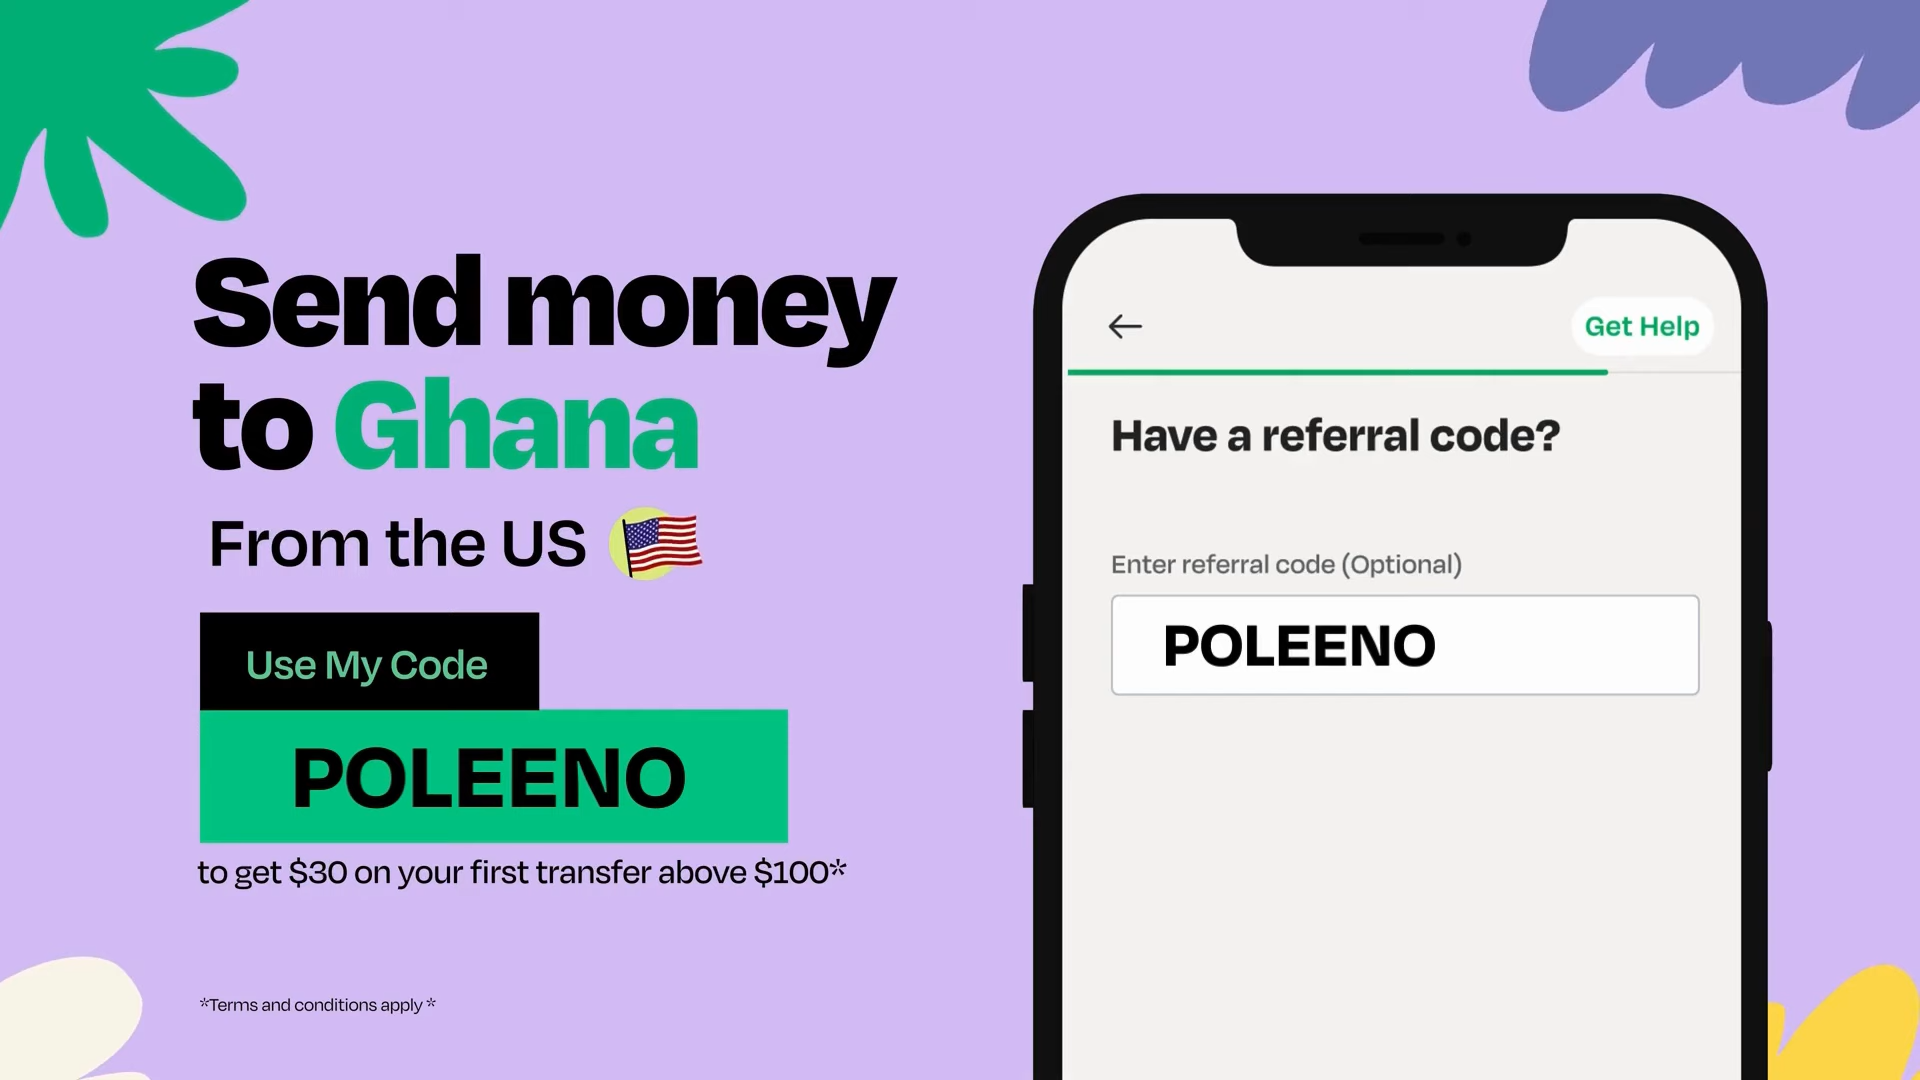 Send money
to Ghana
From the US
Use My Code
POLEENO
to get $30 on your first transfer above $100*
*Terms and conditions apply *
Get Help
Have a referral code?
Enter referral code (Optional)
POLEENO